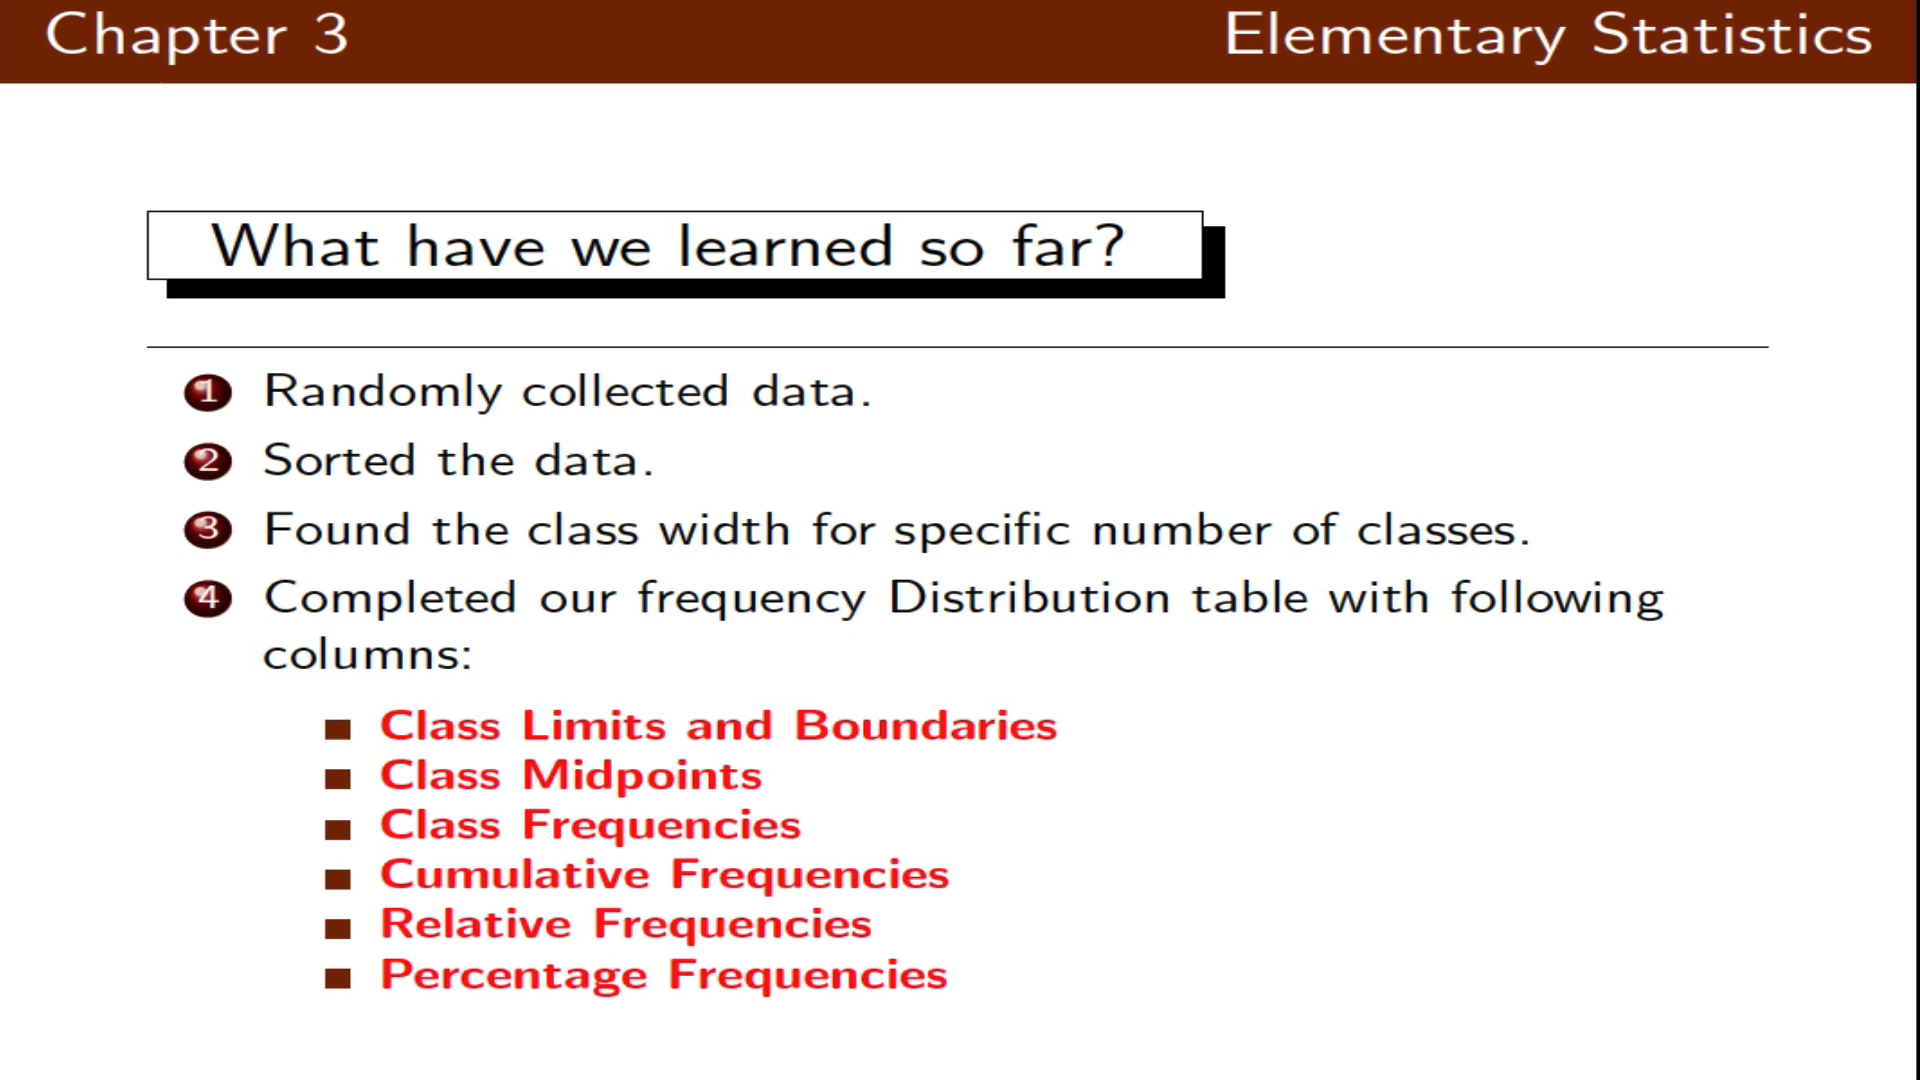 Chapter 3 Elementary Statistics
What have we learned so far?
1 Randomly collected data.
2 Sorted the data.
3 Found the class width for specific number of classes.
4 Completed our frequency Distribution table with following
columns:
Class Limits and Boundaries
Class Midpoints
Class Frequencies
Cumulative Frequencies
Relative Frequencies
Percentage Frequencies